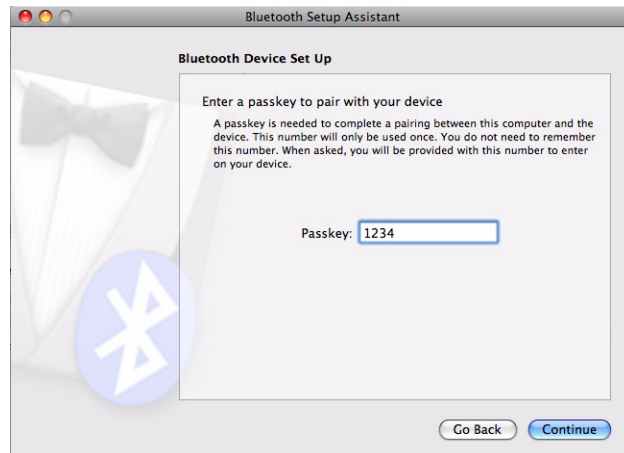 Bluetooth Setup Assistant
Bluetooth Device Set Up
Enter a passkey to pair with your device
A passkey is needed to complete a pairing between this computer and the
device. This number will only be used once. You do not need to remember
this number. When asked, you will be provided with this number to enter
on your device.
Passkey: 1234
Go Back Continue